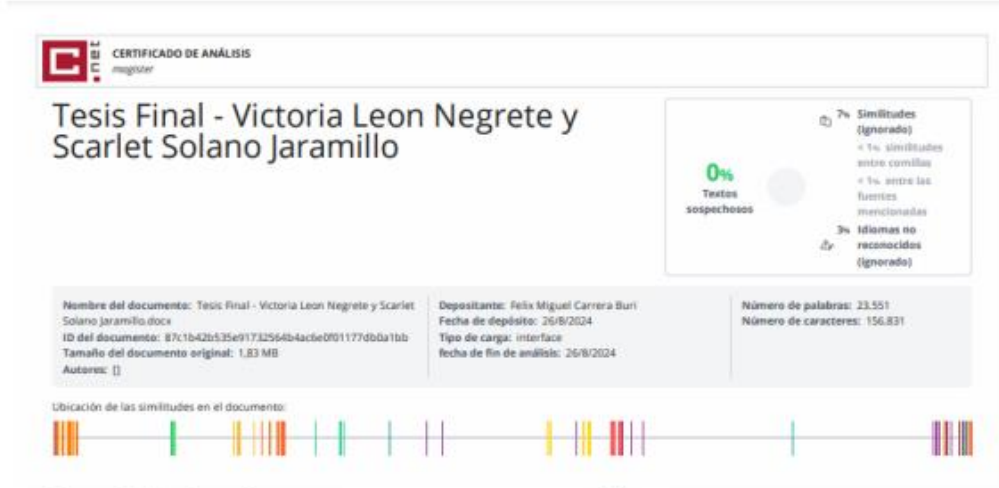 C.net
CERTIFICADO DE ANÁLISIS
magister
Tesis Final - Victoria Leon Negrete y
Scarlet Solano Jaramillo
0%
Textos
sospechosos
7% Similitudes
(ignorado)
< 1% similitudes
entre comillas
< 1% entre las
fuentes
mencionadas
3% Idiomas no
reconocidos
(ignorado)
Nombre del documento: Tesis Final - Victoria Leon Negrete y Scarlet
Solano Jaramillo.docx
Tamaño del documento original: 1,83 MB
Autores: []
Depositante: Felix Miguel Carrera Buri
Fecha de depósito: 26/8/2024
Tipo de carga: interface
fecha de fin de análisis: 26/8/2024
Número de palabras: 23.551
Número de caracteres: 156.831
Ubicación de las similitudes en el documento: